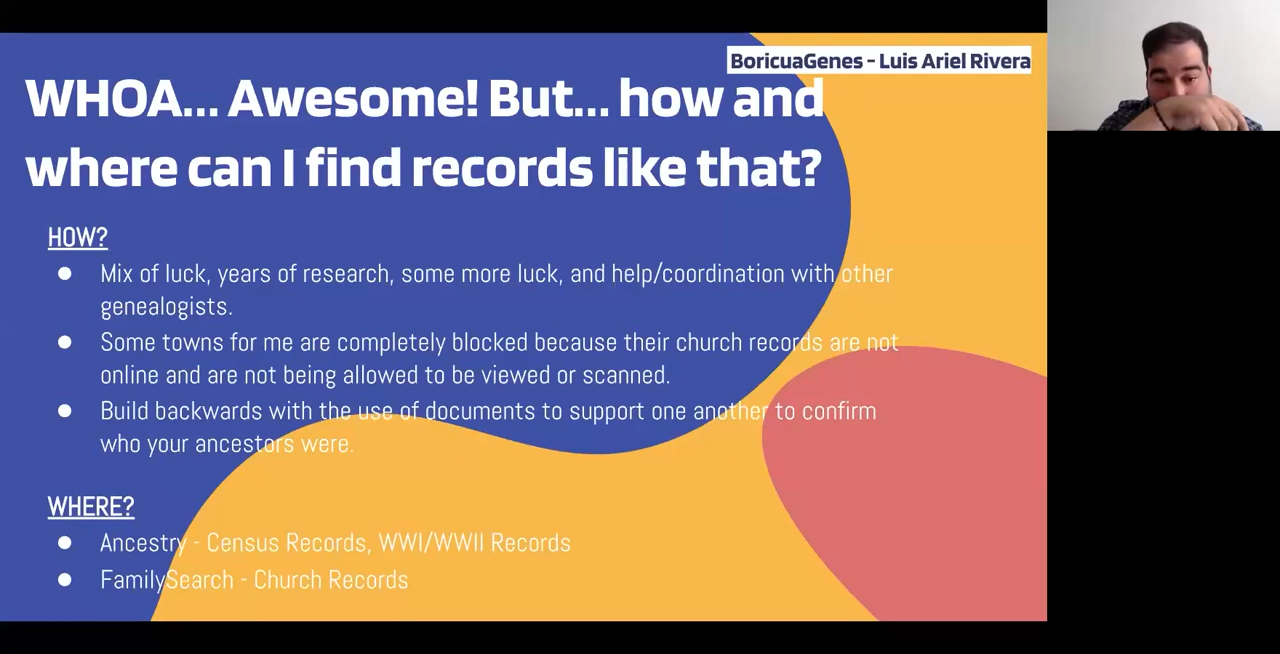 BoricuaGenes - Luis Ariel Rivera
WHOA... Awesome! But... how and
where can I find records like that?
HOW?
● Mix of luck, years of research, some more luck, and help/coordination with other
genealogists.
● Some towns for me are completely blocked because their church records are not
online and are not being allowed to be viewed or scanned.
● Build backwards with the use of documents to support one another to confirm
who your ancestors were.
WHERE?
● Ancestry - Census Records, WWI/WWII Records
● FamilySearch - Church Records